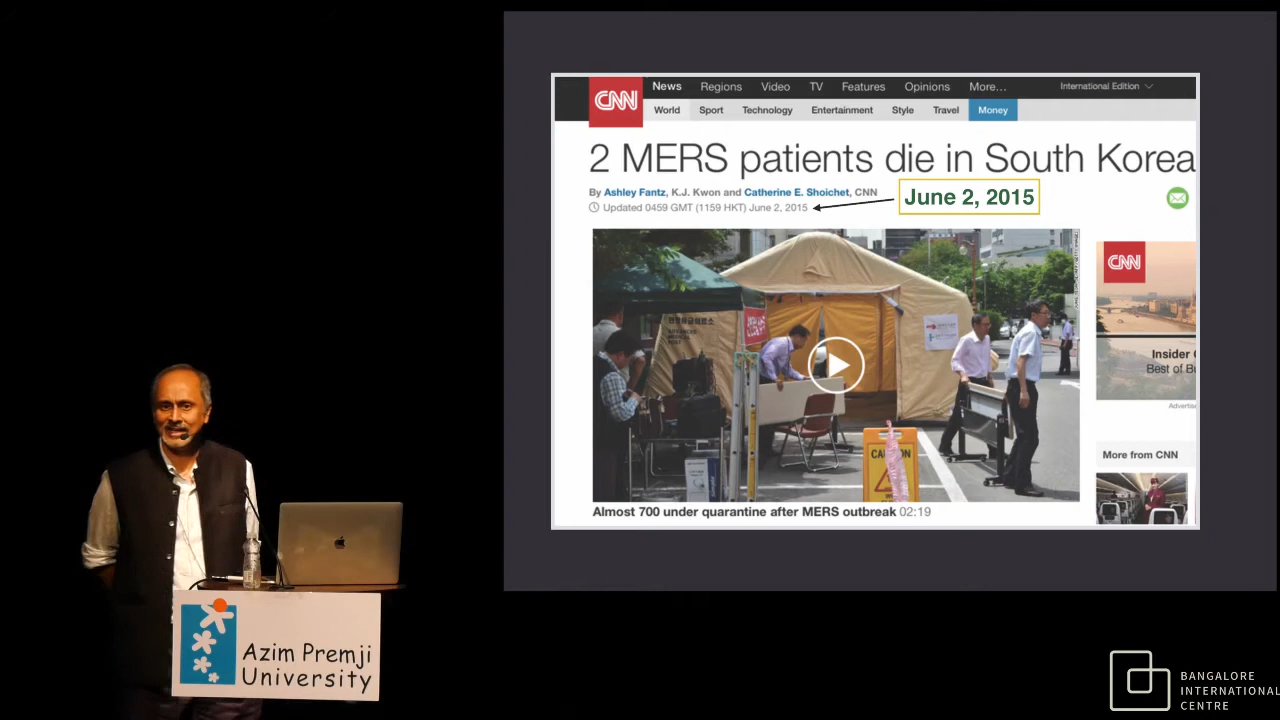 CNN
News Regions Video TV Features Opinions More... International Edition
World Sport Technology Entertainment Style Travel Money
2 MERS patients die in South Korea
By Ashley Fantz, K.J. Kwon and Catherine E. Shoichet, CNN
Updated 0459 GMT (1159 HKT) June 2, 2015
June 2, 2015
CNN
ADVANCED
MEDICAL
POST
CAUTION
Insider
Best of
More from CNN
Almost 700 under quarantine after MERS outbreak 02:19
Azim Premji
University
BANGALORE
INTERNATIONAL
CENTRE